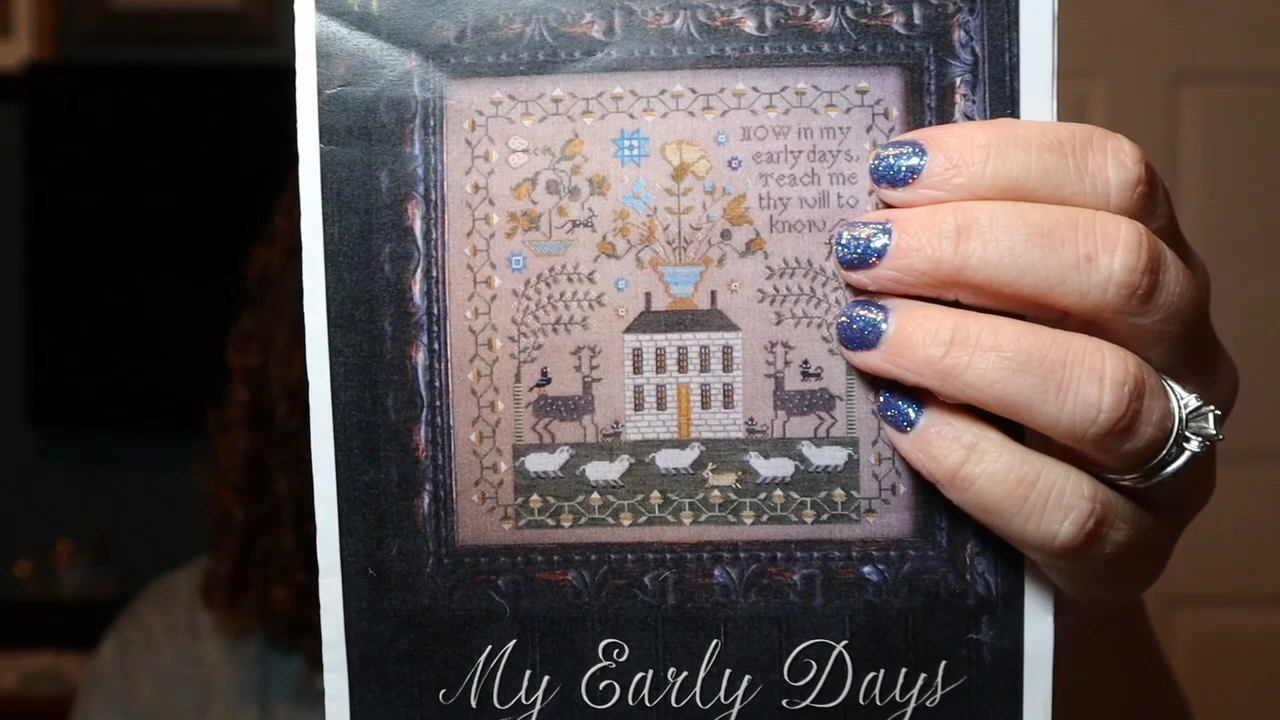 now in my
early days,
Teach me
thy will to
know.
My Early Days